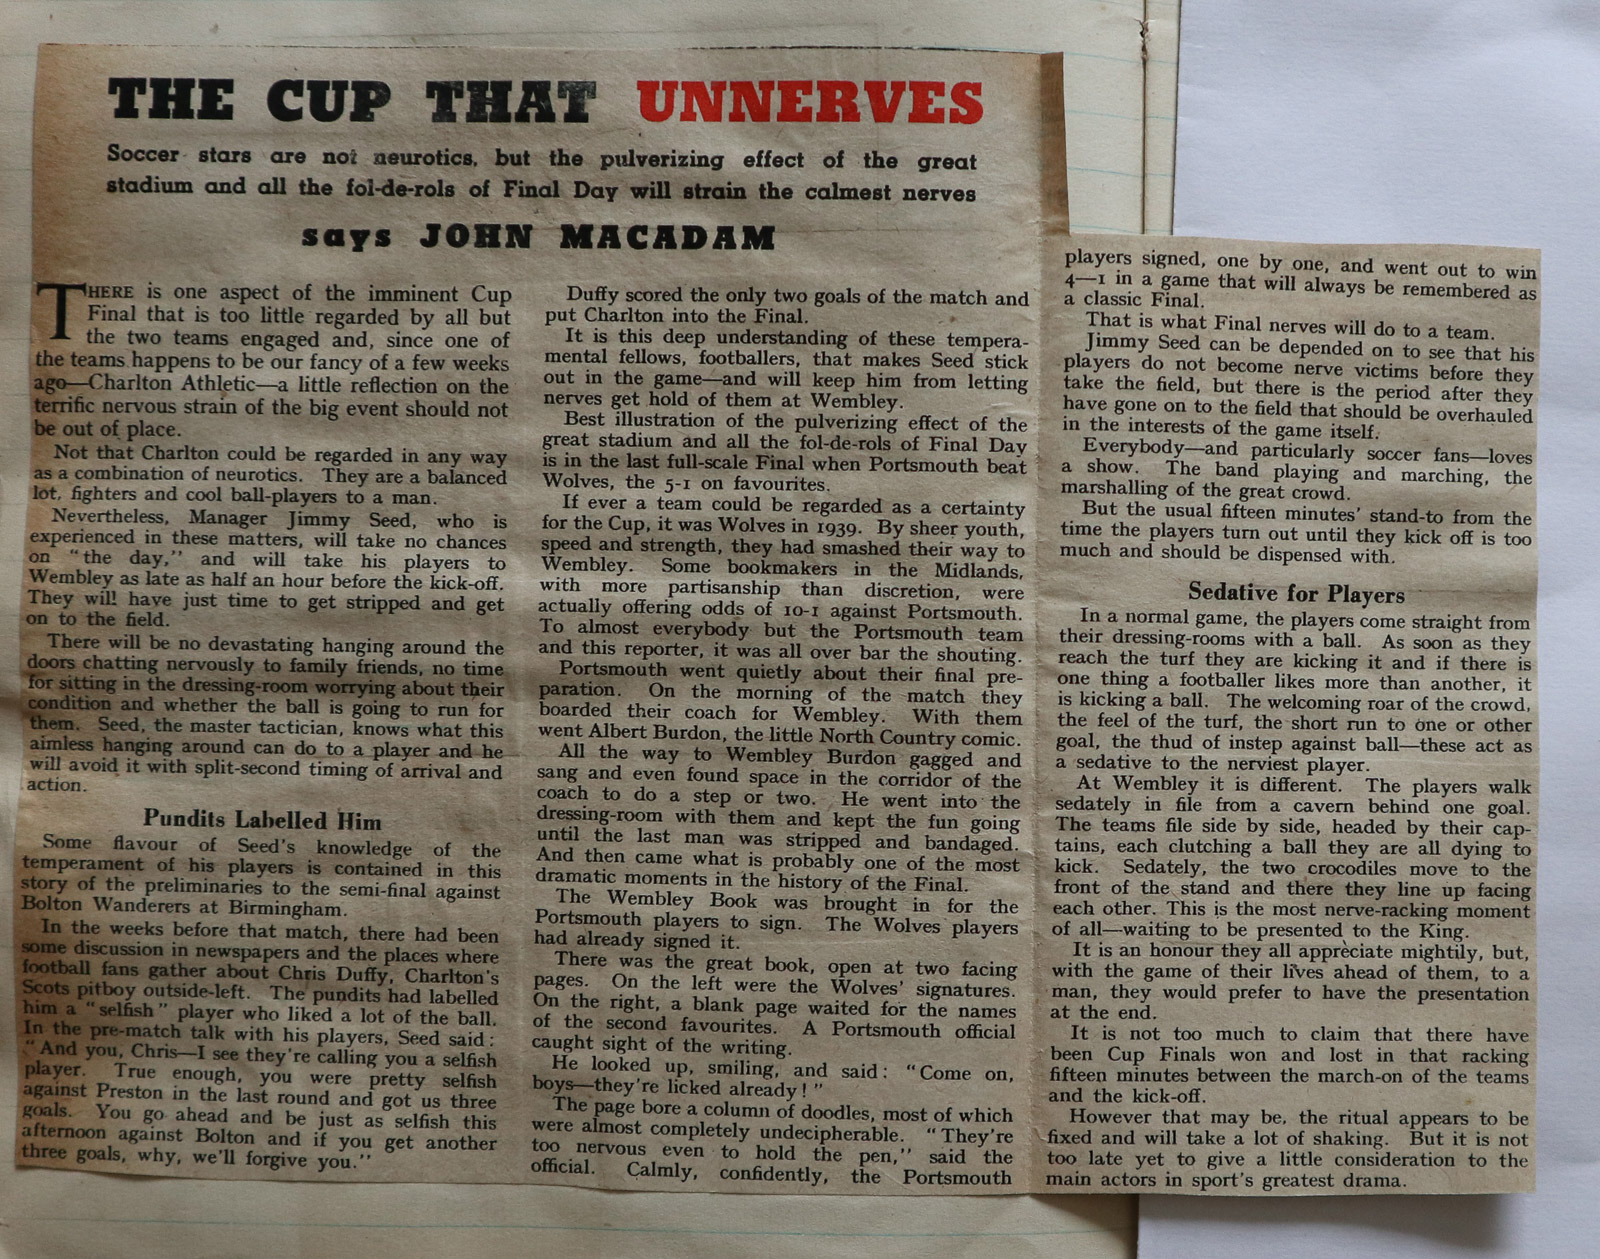 THE CUP THAT UNNERVES
Soccer stars are not neurotics, but the pulverizing effect of the great
stadium and all the fol-de-rols of Final Day will strain the calmest nerves
says JOHN MACADAM
THERE is one aspect of the imminent Cup
Final that is too little regarded by all but
the two teams engaged and, since one of
the teams happens to be our fancy of a few weeks
ago—Charlton Athletic—a little reflection on the
terrific nervous strain of the big event should not
be out of place.
Not that Charlton could be regarded in any way
as a combination of neurotics. They are a balanced
lot, fighters and cool ball-players to a man.
Nevertheless, Manager Jimmy Seed, who is
experienced in these matters, will take no chances
on "the day," and will take his players to
Wembley as late as half an hour before the kick-off.
They will have just time to get stripped and get
on to the field.
There will be no devastating hanging around the
doors chatting nervously to family friends, no time
for sitting in the dressing-room worrying about their
condition and whether the ball is going to run for
them. Seed, the master tactician, knows what this
aimless hanging around can do to a player and he
will avoid it with split-second timing of arrival and
action.
Pundits Labelled Him
Some flavour of Seed's knowledge of the
temperament of his players is contained in this
story of the preliminaries to the semi-final against
Bolton Wanderers at Birmingham.
In the weeks before that match, there had been
some discussion in newspapers and the places where
football fans gather about Chris Duffy, Charlton's
Scots pitboy outside-left. The pundits had labelled
him a "selfish" player who liked a lot of the ball.
In the pre-match talk with his players, Seed said:
"And you, Chris—I see they're calling you a selfish
player. True enough, you were pretty selfish
against Preston in the last round and got us three
goals. You go ahead and be just as selfish this
afternoon against Bolton and if you get another
three goals, why, we'll forgive you."
Duffy scored the only two goals of the match and
put Charlton into the Final.
It is this deep understanding of these tempera-
mental fellows, footballers, that makes Seed stick
out in the game—and will keep him from letting
nerves get hold of them at Wembley.
Best illustration of the pulverizing effect of the
great stadium and all the fol-de-rols of Final Day
is in the last full-scale Final when Portsmouth beat
Wolves, the 5-1 on favourites.
If ever a team could be regarded as a certainty
for the Cup, it was Wolves in 1939. By sheer youth,
speed and strength, they had smashed their way to
Wembley. Some bookmakers in the Midlands,
with more partisanship than discretion, were
actually offering odds of 10-1 against Portsmouth.
To almost everybody but the Portsmouth team
and this reporter, it was all over bar the shouting.
Portsmouth went quietly about their final pre-
paration. On the morning of the match they
boarded their coach for Wembley. With them
went Albert Burdon, the little North Country comic.
All the way to Wembley Burdon gagged and
sang and even found space in the corridor of the
coach to do a step or two. He went into the
dressing-room with them and kept the fun going
until the last man was stripped and bandaged.
And then came what is probably one of the most
dramatic moments in the history of the Final.
The Wembley Book was brought in for the
Portsmouth players to sign. The Wolves players
had already signed it.
There was the great book, open at two facing
pages. On the left were the Wolves' signatures.
On the right, a blank page waited for the names
of the second favourites. A Portsmouth official
caught sight of the writing.
He looked up, smiling, and said: "Come on,
boys—they're licked already!"
The page bore a column of doodles, most of which
were almost completely undecipherable. "They're
too nervous even to hold the pen," said the
official. Calmly, confidently, the Portsmouth
players signed, one by one, and went out to win
4—1 in a game that will always be remembered as
a classic Final.
That is what Final nerves will do to a team.
Jimmy Seed can be depended on to see that his
players do not become nerve victims before they
take the field, but there is the period after they
have gone on to the field that should be overhauled
in the interests of the game itself.
Everybody—and particularly soccer fans—loves
a show. The band playing and marching, the
marshalling of the great crowd.
But the usual fifteen minutes' stand-to from the
time the players turn out until they kick off is too
much and should be dispensed with.
Sedative for Players
In a normal game, the players come straight from
their dressing-rooms with a ball. As soon as they
reach the turf they are kicking it and if there is
one thing a footballer likes more than another, it
is kicking a ball. The welcoming roar of the crowd,
the feel of the turf, the short run to one or other
goal, the thud of instep against ball—these act as
a sedative to the nerviest player.
At Wembley it is different. The players walk
sedately in file from a cavern behind one goal.
The teams file side by side, headed by their cap-
tains, each clutching a ball they are all dying to
kick. Sedately, the two crocodiles move to the
front of the stand and there they line up facing
each other. This is the most nerve-racking moment
of all—waiting to be presented to the King.
It is an honour they all appreciate mightily, but,
with the game of their lives ahead of them, to a
man, they would prefer to have the presentation
at the end.
It is not too much to claim that there have
been Cup Finals won and lost in that racking
fifteen minutes between the march-on of the teams
and the kick-off.
However that may be, the ritual appears to be
fixed and will take a lot of shaking. But it is not
too late yet to give a little consideration to the
main actors in sport's greatest drama.